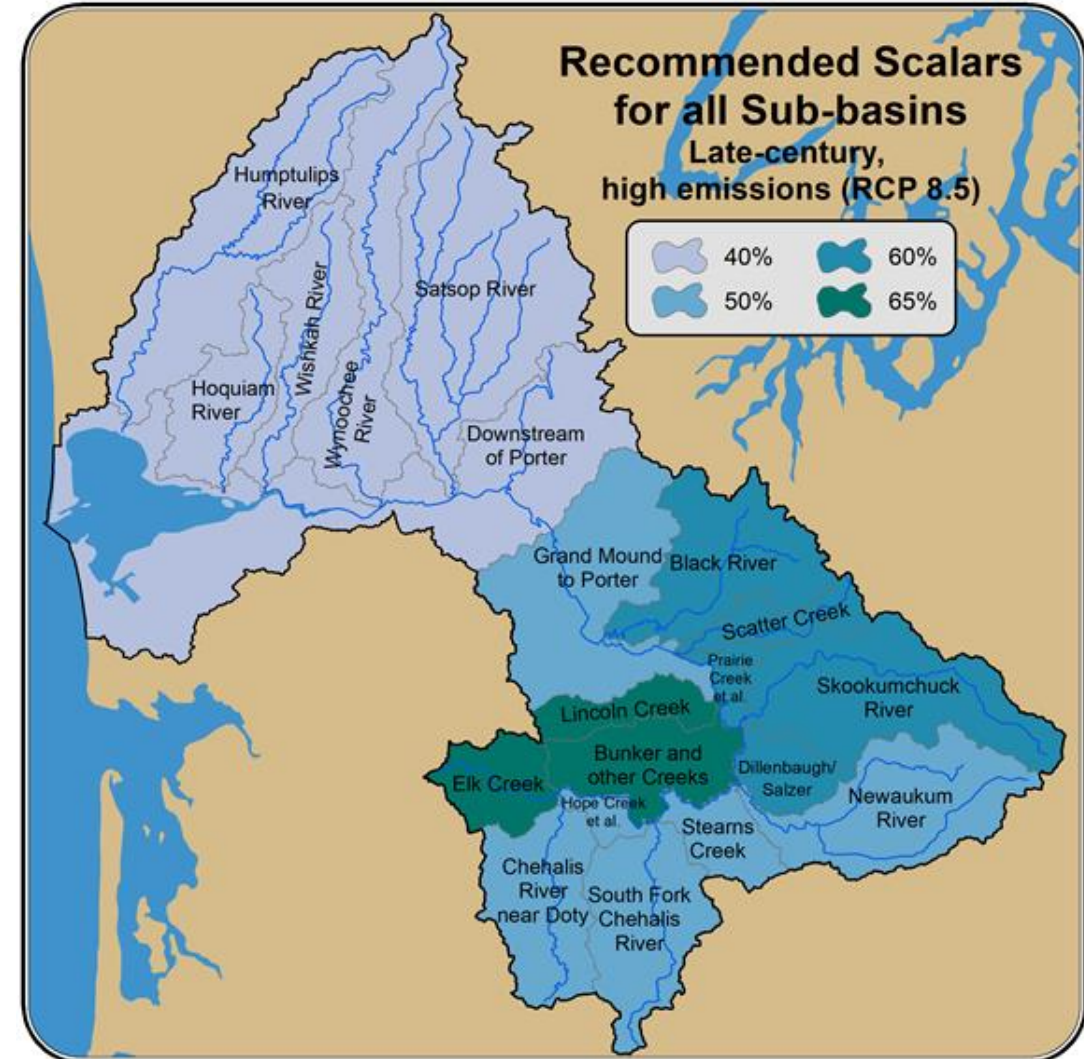 Recommended Scalars
for all Sub-basins
Late-century,
high emissions (RCP 8.5)
40%
60%
50%
65%
Humptulips
River
Wishkah River
Satsop River
Hoquiam
River
Wynoochee
River
Downstream
of Porter
Grand Mound
to Porter
Black River
Scatter Creek
Prairie
Creek
et al.
Skookumchuck
River
Lincoln Creek
Bunker and
other Creeks
Elk Creek
Dillenbaugh/
Salzer
Hope Creek
et al.
Newaukum
River
Stearns
Creek
Chehalis
River
near Doty
South Fork
Chehalis
River